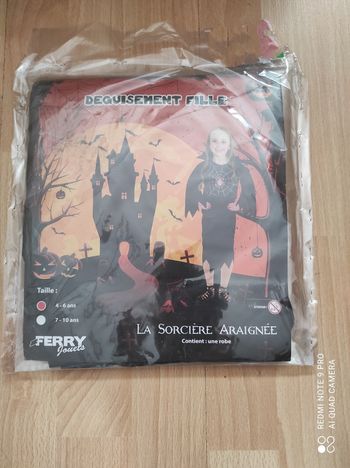 DEGUISEMENT FILLE
Taille :
4 - 6 ans
7 - 10 ans
FERRY
Jouets
LA SORCIÈRE ARAIGNÉE
Contient : une robe
REDMI NOTE 9 PRO
AI QUAD CAMERA